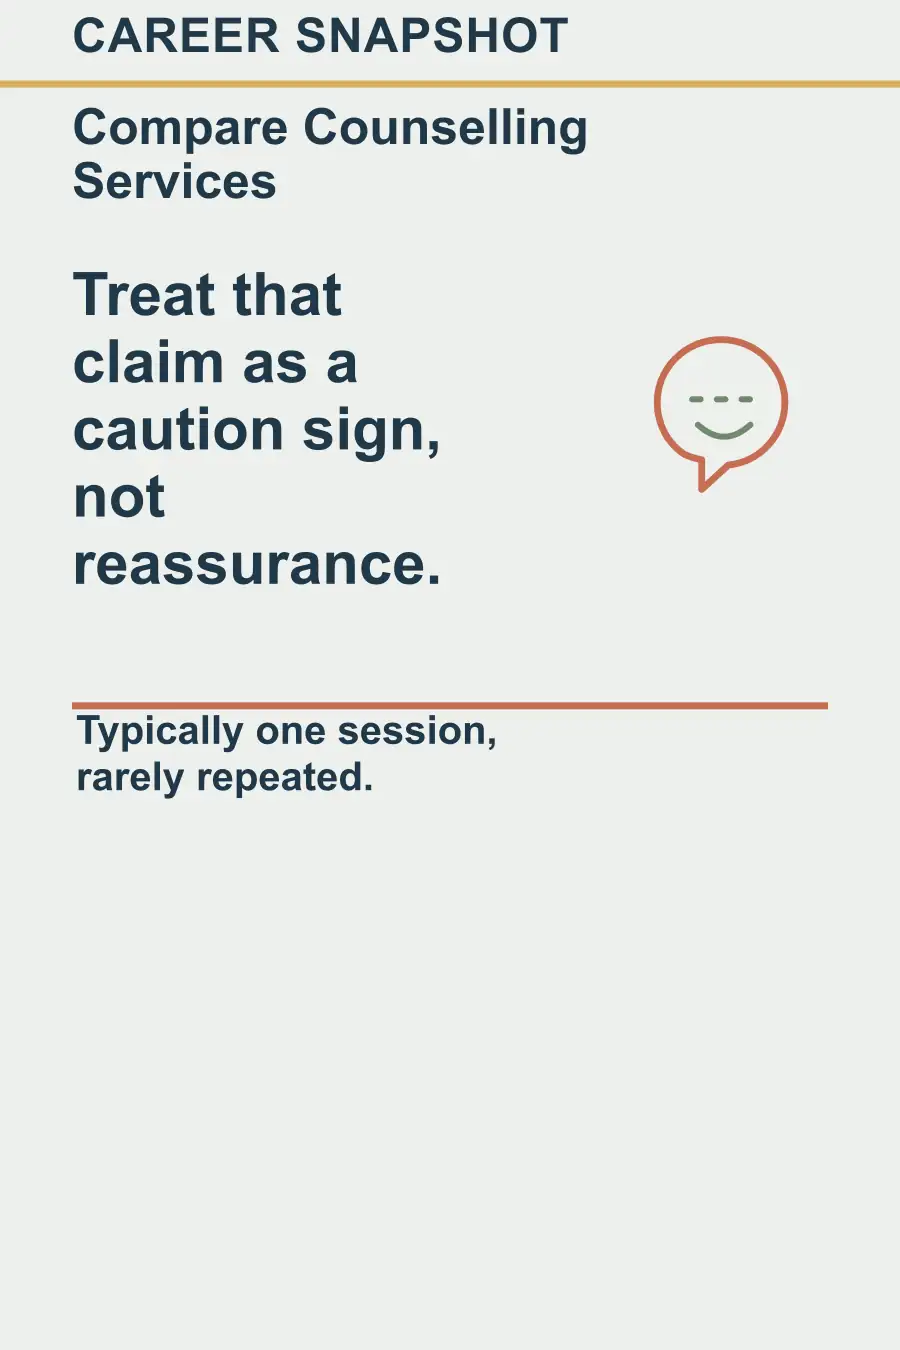 CAREER SNAPSHOT
Compare Counselling
Services
Treat that
claim as a
caution sign,
not
reassurance.
Typically one session,
rarely repeated.